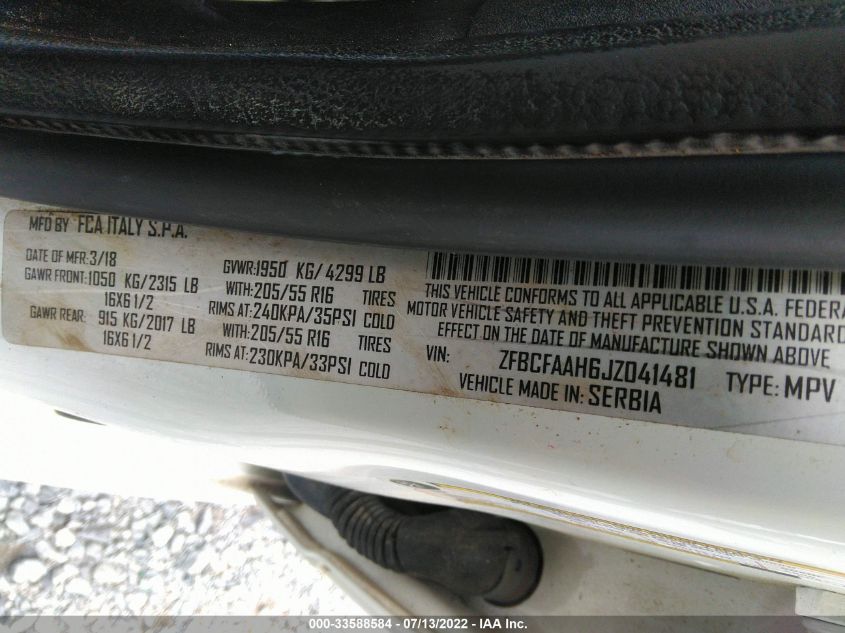 MFD BY FCA ITALY S.P.A.
DATE OF MFR: 3/18 GVWR: 1950 KG/ 4299 LB
GAWR FRONT: 1050 KG/2315 LB WITH: 205/55 R16 TIRES
16X6 1/2 RIMS AT: 240KPA/35PSI COLD
GAWR REAR: 915 KG/2017 LB WITH: 205/55 R16 TIRES
16X6 1/2 RIMS AT: 230KPA/33PSI COLD
THIS VEHICLE CONFORMS TO ALL APPLICABLE U.S.A. FEDERA
MOTOR VEHICLE SAFETY AND THEFT PREVENTION STANDARD
EFFECT ON THE DATE OF MANUFACTURE SHOWN ABOVE
VIN: ZFBCFAAH6JZ041481 TYPE: MPV
VEHICLE MADE IN: SERBIA
000-33588584 - 07/13/2022 - IAAI.com